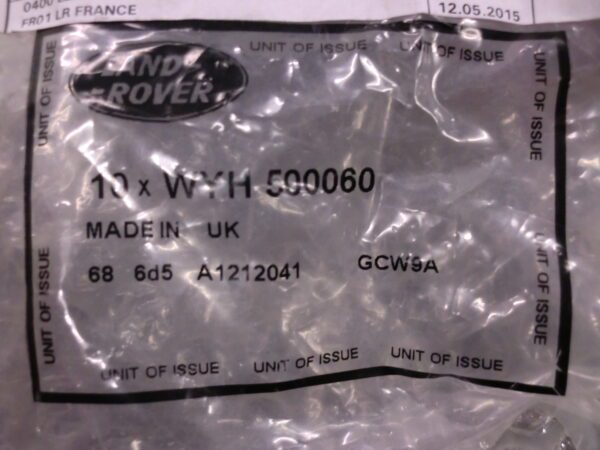 0400
FR01 LR FRANCE
12.05.2015
UNIT OF ISSUE UNIT OF ISSUE
LAND
ROVER
UNIT OF ISSUE
UNIT OF ISSUE
10 x WYH 500060
MADE IN UK
68 6d5 A1212041 GCW9A
UNIT OF ISSUE
UNIT OF ISSUE
UNIT OF ISSUE UNIT OF ISSUE UNIT OF ISSUE